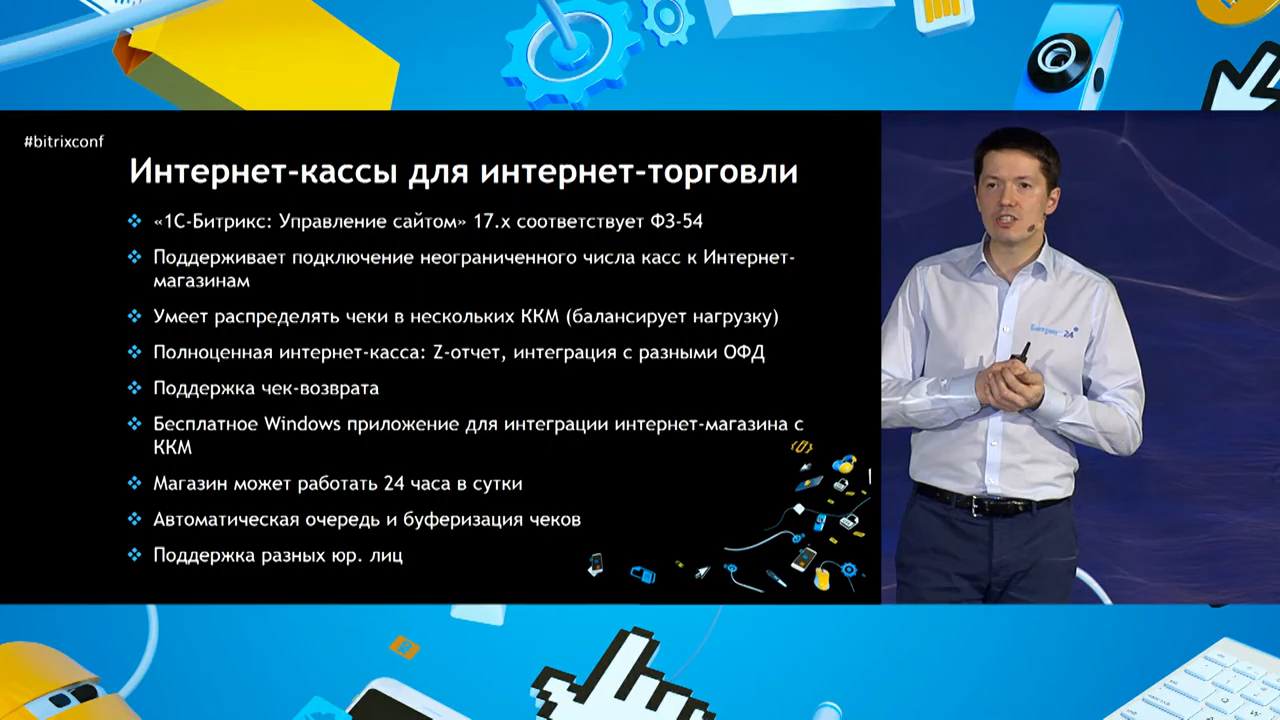 #bitrixconf
Интернет-кассы для интернет-торговли
«1С-Битрикс: Управление сайтом» 17.x соответствует ФЗ-54
Поддерживает подключение неограниченного числа касс к Интернет-
магазинам
Умеет распределять чеки в нескольких ККМ (балансирует нагрузку)
Полноценная интернет-касса: Z-отчет, интеграция с разными ОФД
Поддержка чек-возврата
Бесплатное Windows приложение для интеграции интернет-магазина с
ККМ
Магазин может работать 24 часа в сутки
Автоматическая очередь и буферизация чеков
Поддержка разных юр. лиц
Битрикс 24